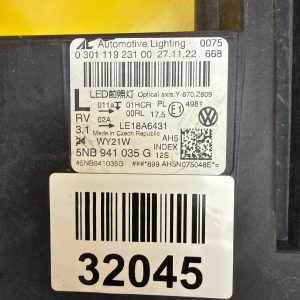 AL Automotive Lighting 0075
0 301 119 231 00 27.11.22 668
LED前照灯 Optical axis:Y-670,Z809
L 011a 01HCR PL E1 4981
RV 02A 00RL 17,5
3.1 LE18A6431
Made in Czech Republic
WY21W INDEX
5NB 941 035 G 12S
#5NB941035G ###*899 AH5N075048E*=
32045